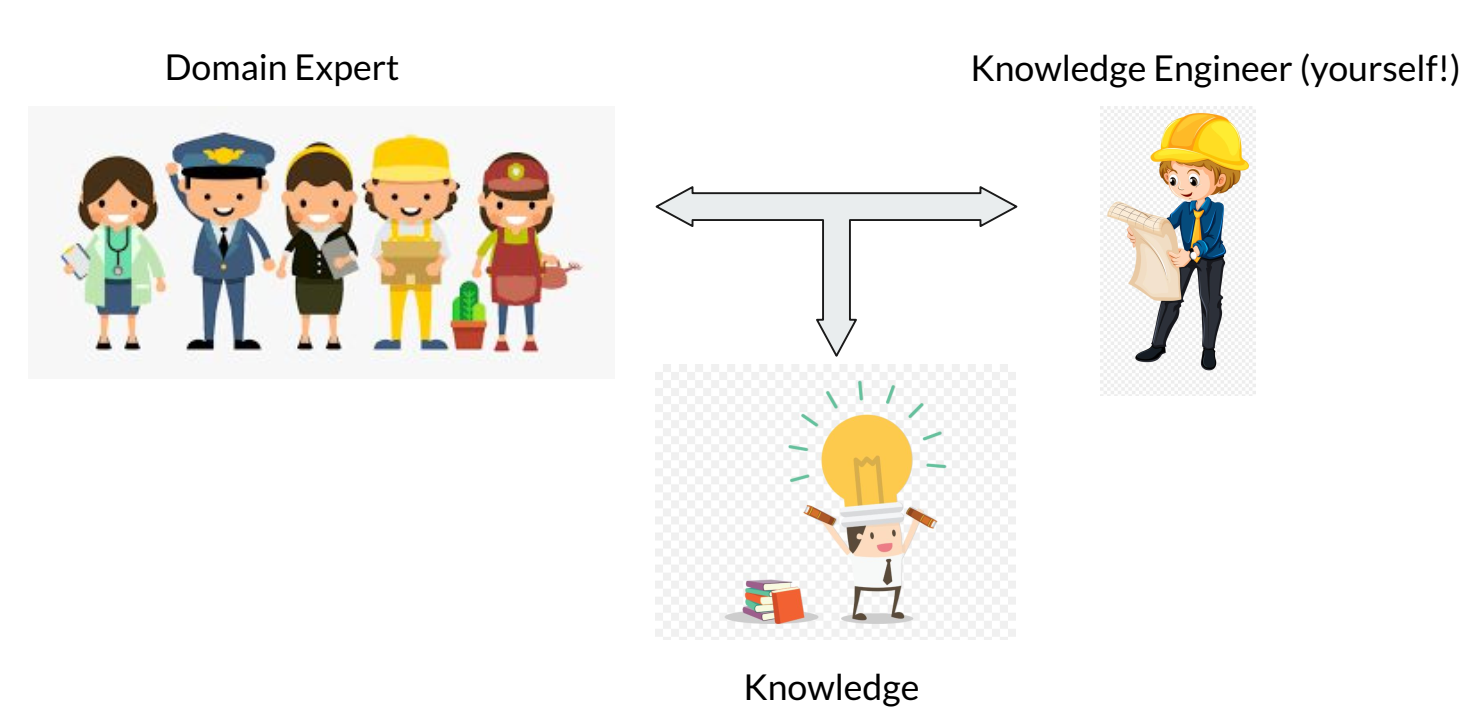 Domain Expert
Knowledge Engineer (yourself!)
Knowledge